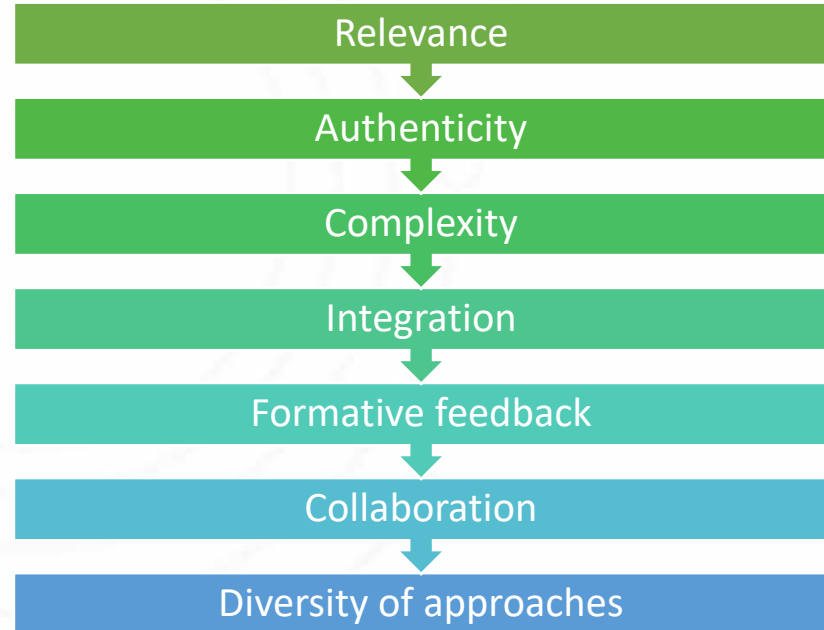 Relevance
Authenticity
Complexity
Integration
Formative feedback
Collaboration
Diversity of approaches